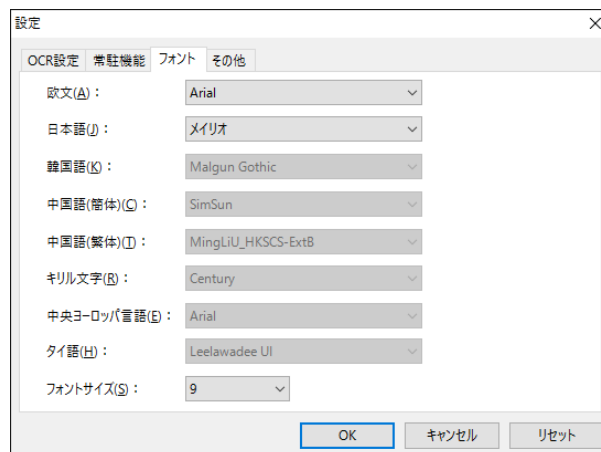 設定
OCR設定 常駐機能 フォント その他
欧文(A)： Arial
日本語(J)： メイリオ
韓国語(K)： Malgun Gothic
中国語(簡体)(C)： SimSun
中国語(繁体)(T)： MingLiU_HKSCS-ExtB
キリル文字(R)： Century
中央ヨーロッパ言語(E)： Arial
タイ語(H)： Leelawadee UI
フォントサイズ(S)： 9
OK キャンセル リセット